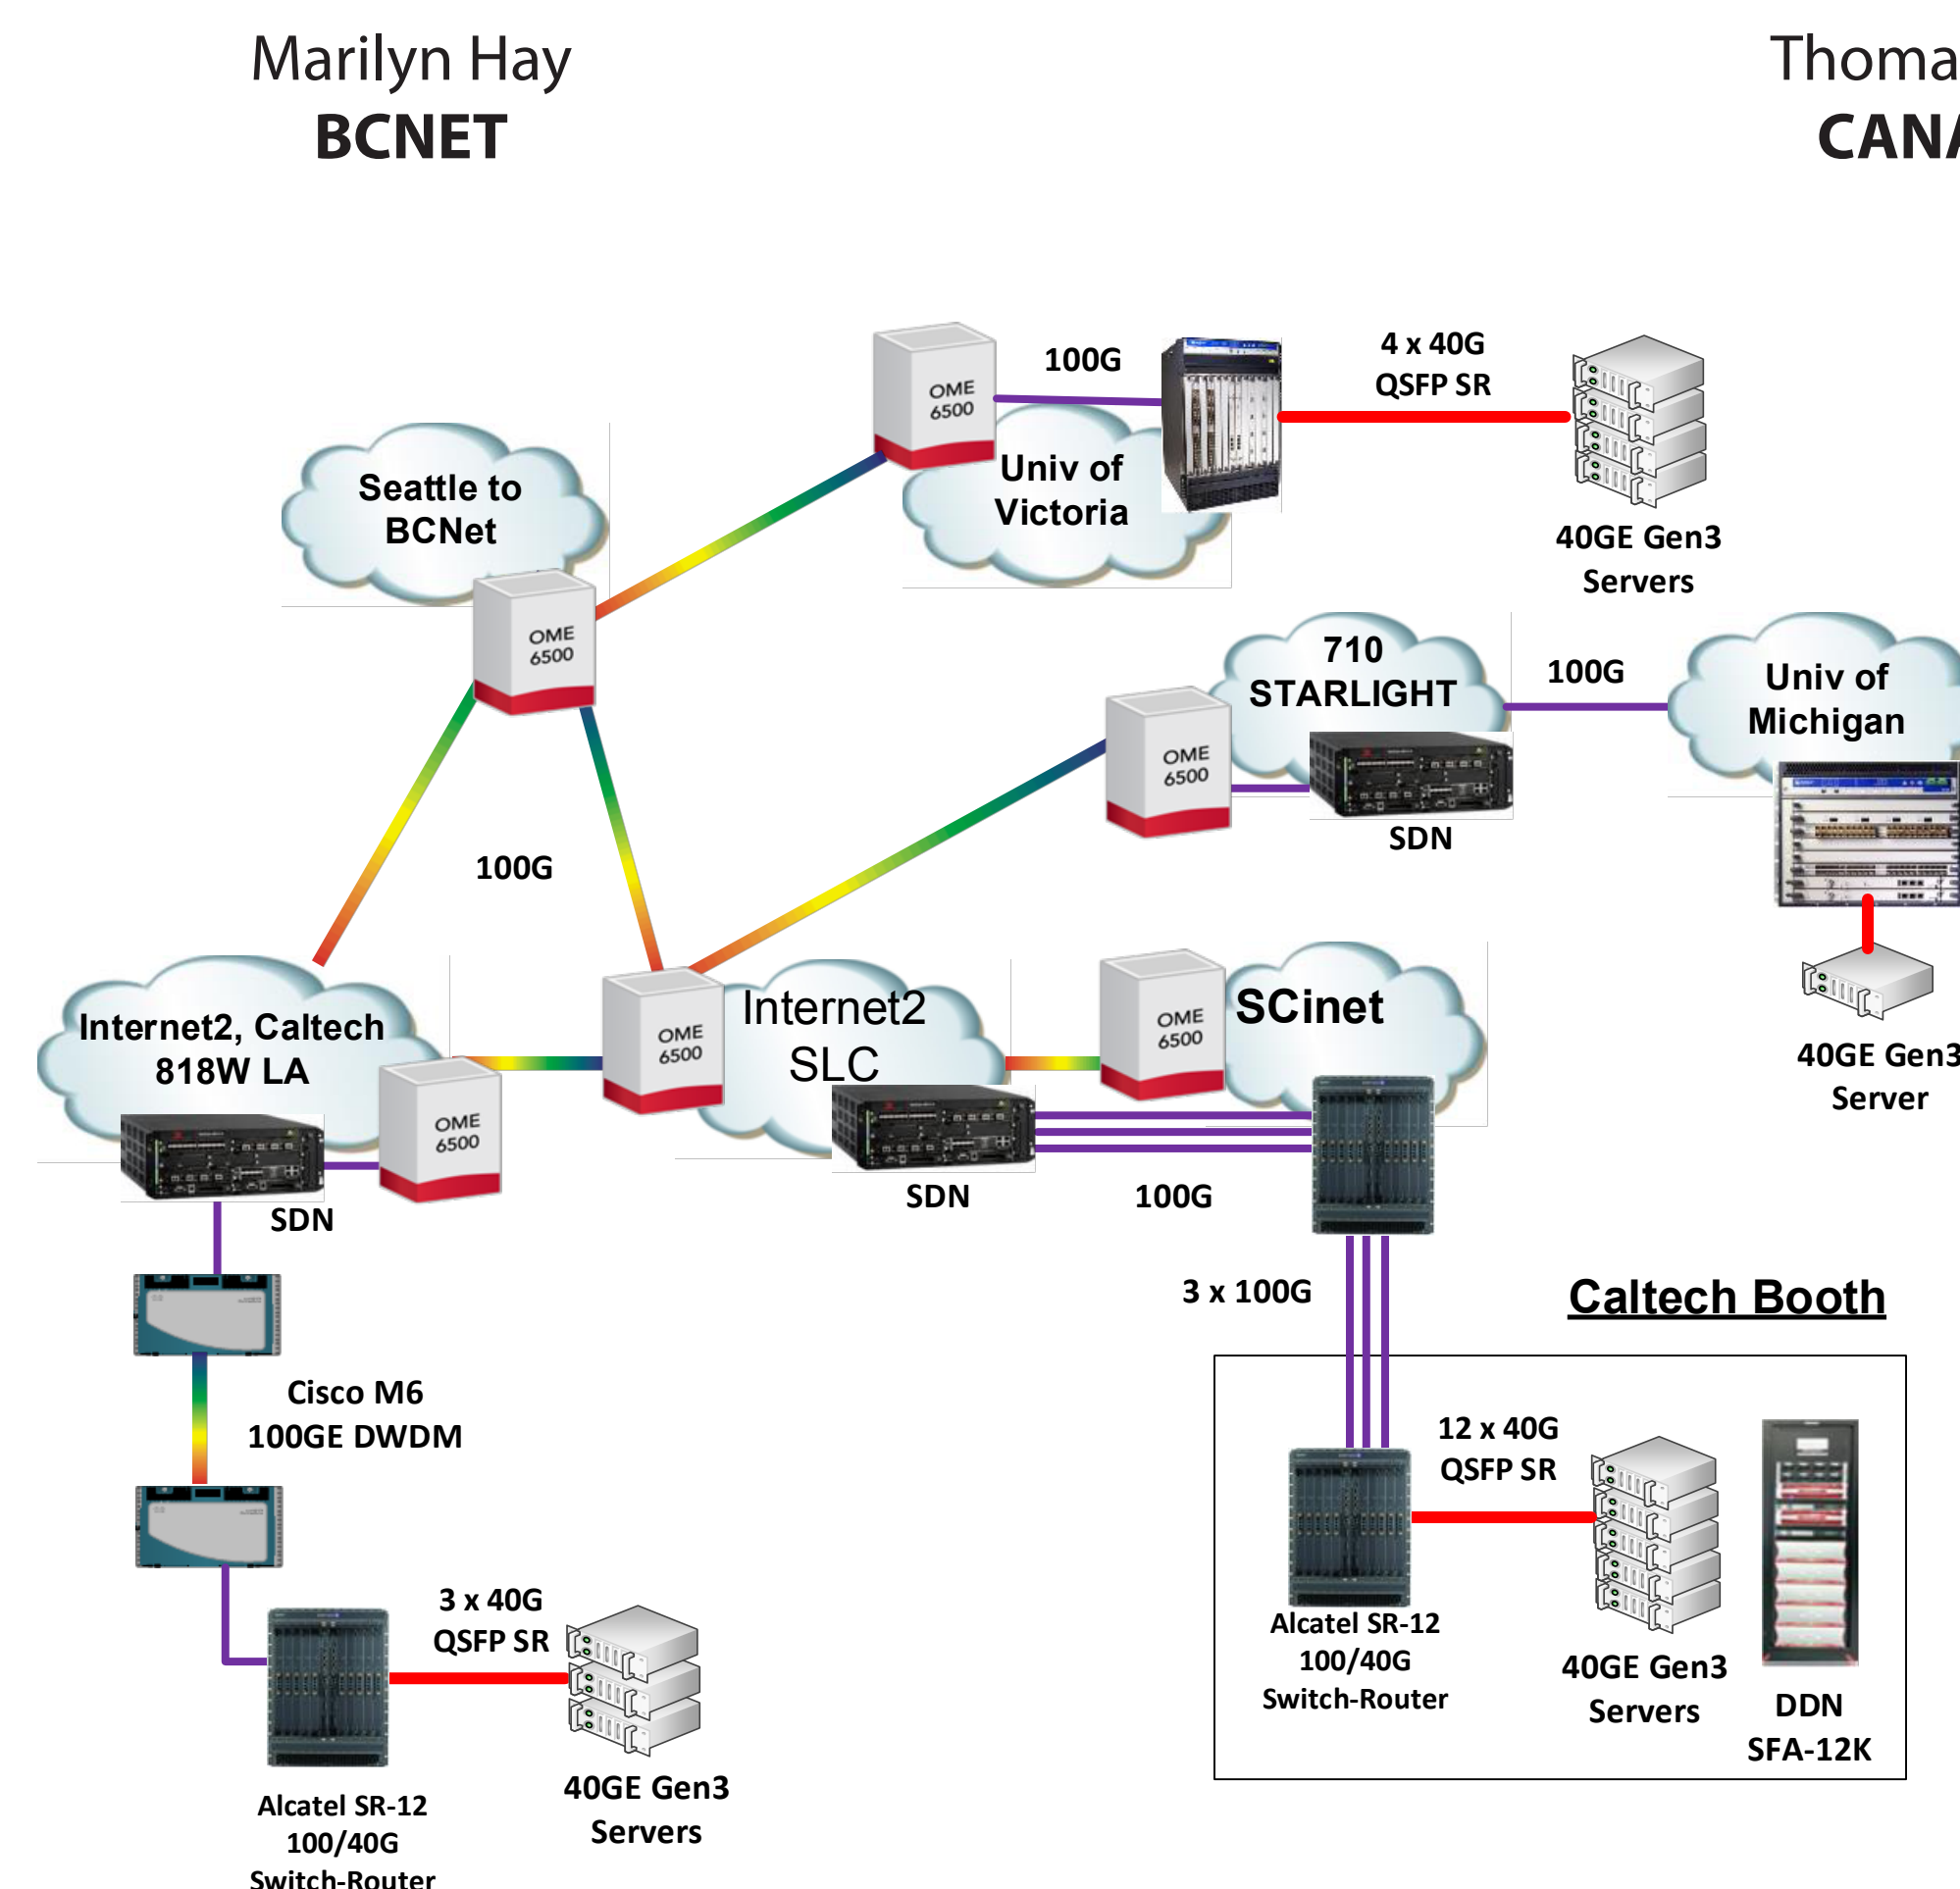 Marilyn Hay
BCNET
Thoma
CANA
100G
4 x 40G
QSFP SR
OME
6500
Univ of
Victoria
Seattle to
BCNet
40GE Gen3
Servers
OME
6500
710
STARLIGHT
100G
Univ of
Michigan
OME
6500
SDN
100G
Internet2, Caltech
818W LA
OME
6500
Internet2
SLC
OME
6500
SCinet
40GE Gen3
Server
OME
6500
SDN
SDN
100G
3 x 100G
Caltech Booth
Cisco M6
100GE DWDM
12 x 40G
QSFP SR
3 x 40G
QSFP SR
Alcatel SR-12
100/40G
Switch-Router
40GE Gen3
Servers
DDN
SFA-12K
40GE Gen3
Servers
Alcatel SR-12
100/40G
Switch-Router